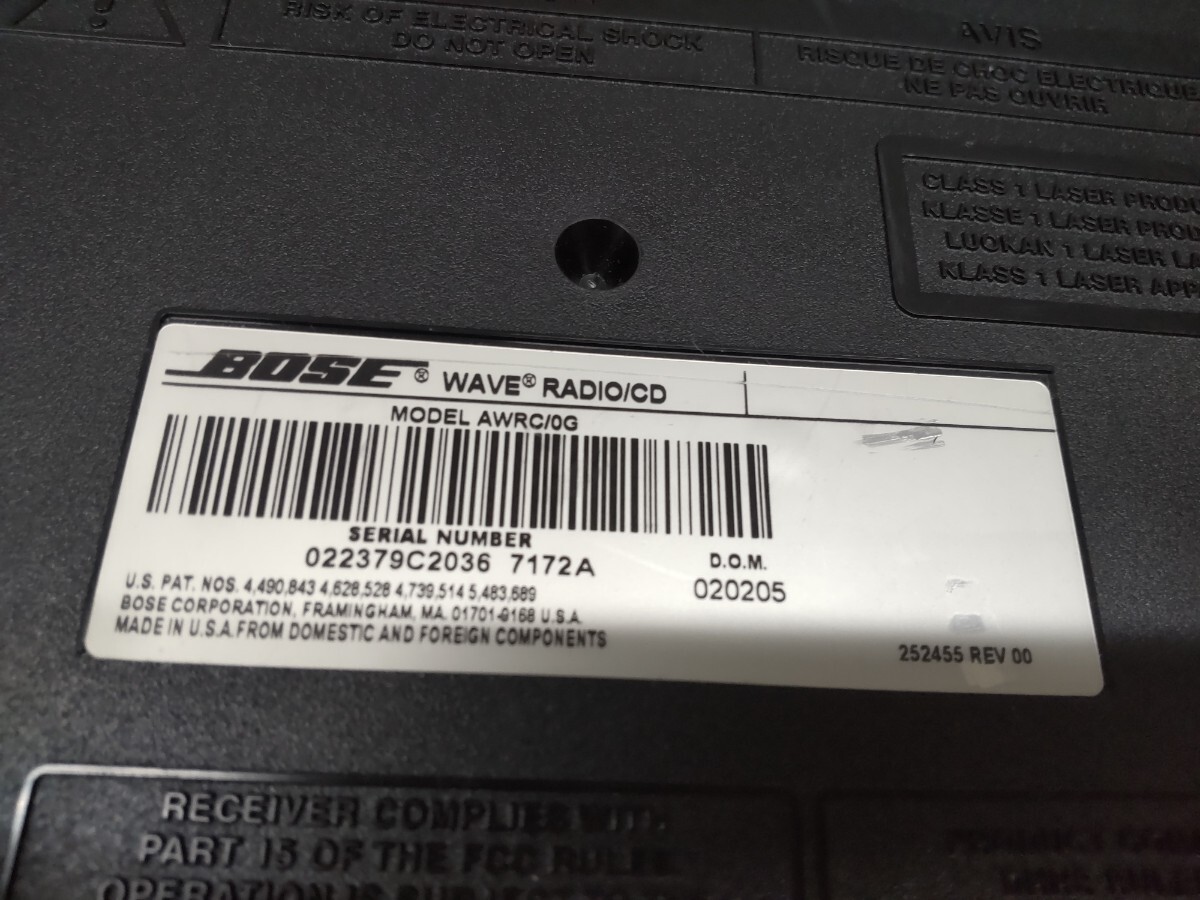 RISK OF ELECTRICAL SHOCK
DO NOT OPEN
AVIS
RISQUE DE CHOC ELECTRIQUE
NE PAS OUVRIR
CLASS 1 LASER
KLASSE 1 LASER
LUOKAN 1 LASER
KLASS 1 LASER
BOSE® WAVE® RADIO/CD
MODEL AWRC/0G
SERIAL NUMBER
022379C2036 7172A
D.O.M.
020205
U.S. PAT. NOS. 4,490,843 4,628,528 4,739,514 5,483,689
BOSE CORPORATION, FRAMINGHAM, MA. 01701-9168 U.S.A.
MADE IN U.S.A. FROM DOMESTIC AND FOREIGN COMPONENTS
252455 REV 00
RECEIVER COMPLIES WITH
PART 15 OF THE FCC RULES
OPERATION IS SUBJECT TO